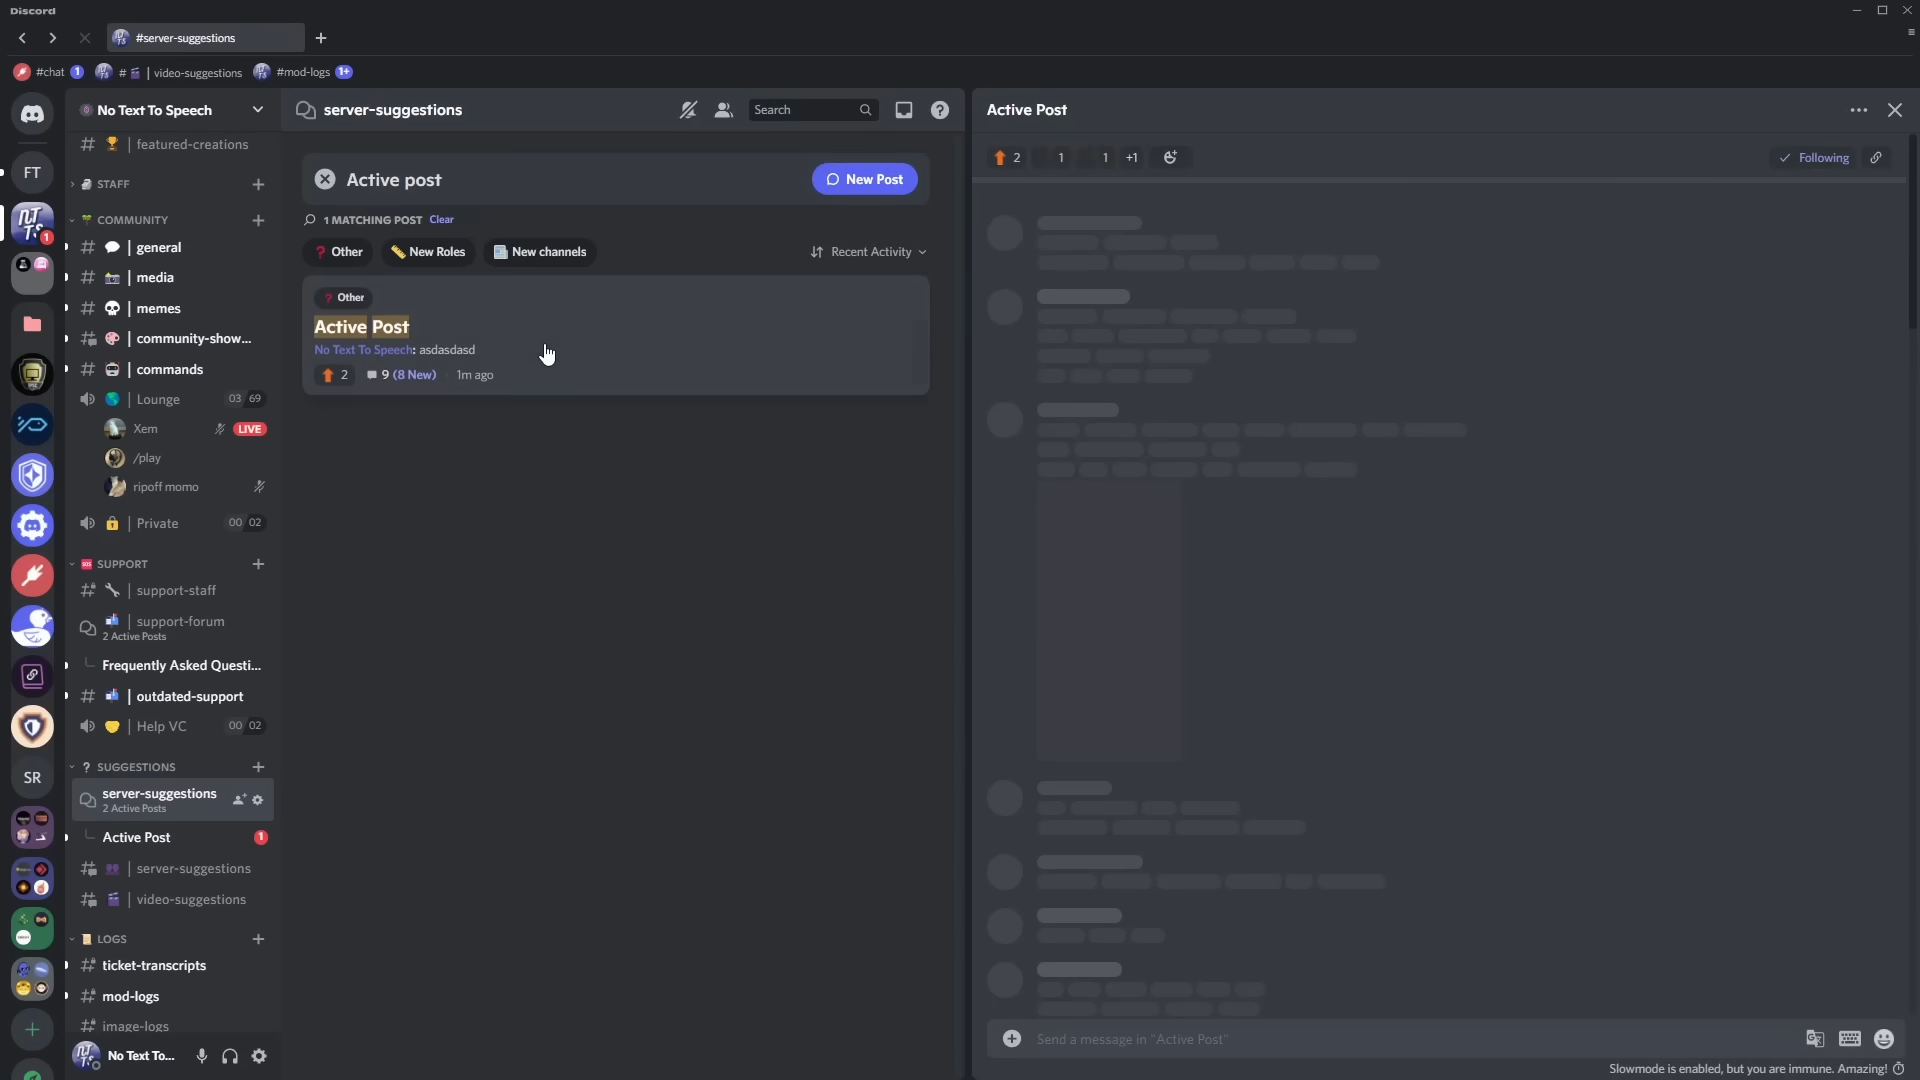 Discord
#server-suggestions
#chat 1
# | video-suggestions
#mod-logs 1+
No Text To Speech
# | featured-creations
STAFF
COMMUNITY
# | general
# | media
# | memes
# | community-show...
# | commands
Lounge 03 69
Xem LIVE
/play
ripoff momo
| Private 00 02
SOS SUPPORT
# | support-staff
| support-forum
2 Active Posts
Frequently Asked Questi...
# | outdated-support
| Help VC 00 02
? SUGGESTIONS
server-suggestions
2 Active Posts
Active Post 1
# | server-suggestions
# | video-suggestions
LOGS
# ticket-transcripts
# mod-logs
# image-logs
No Text To...
FT
1
SR
server-suggestions
Search
Active post
New Post
1 MATCHING POST Clear
? Other
New Roles
New channels
Recent Activity
? Other
Active Post
No Text To Speech: asdasdasd
2 9 (8 New) 1m ago
Active Post
2 1 1 +1
Following
Send a message in "Active Post"
Slowmode is enabled, but you are immune. Amazing!